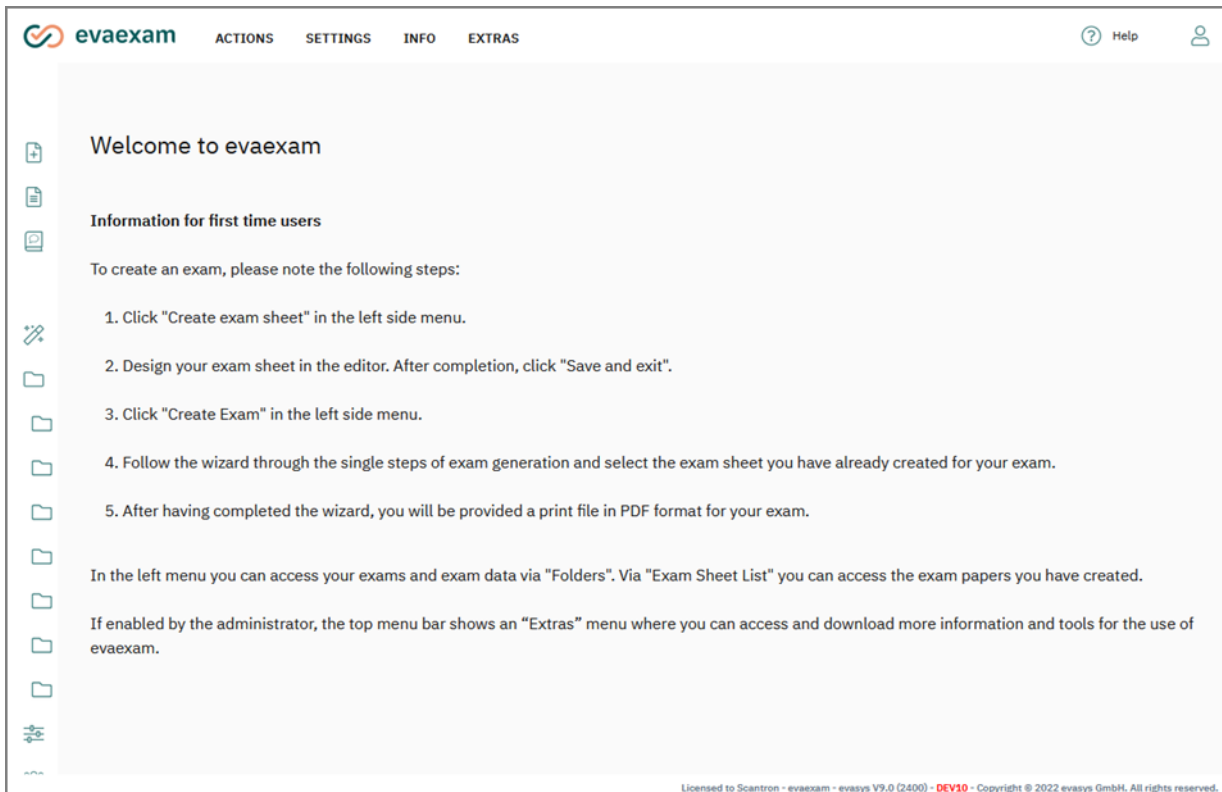 evaexam ACTIONS SETTINGS INFO EXTRAS ? Help
Welcome to evaexam
Information for first time users
To create an exam, please note the following steps:
1. Click "Create exam sheet" in the left side menu.
2. Design your exam sheet in the editor. After completion, click "Save and exit".
3. Click "Create Exam" in the left side menu.
4. Follow the wizard through the single steps of exam generation and select the exam sheet you have already created for your exam.
5. After having completed the wizard, you will be provided a print file in PDF format for your exam.
In the left menu you can access your exams and exam data via "Folders". Via "Exam Sheet List" you can access the exam papers you have created.
If enabled by the administrator, the top menu bar shows an “Extras” menu where you can access and download more information and tools for the use of
evaexam.
Licensed to Scantron - evaexam - evasys V9.0 (2400) - DEV10 - Copyright © 2022 evasys GmbH. All rights reserved.